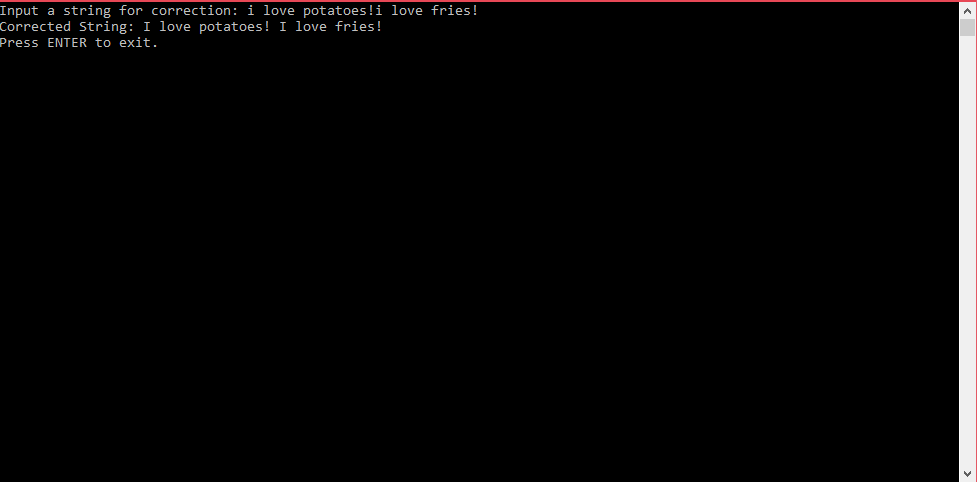 Input a string for correction: i love potatoes!i love fries!
Corrected String: I love potatoes! I love fries!
Press ENTER to exit.